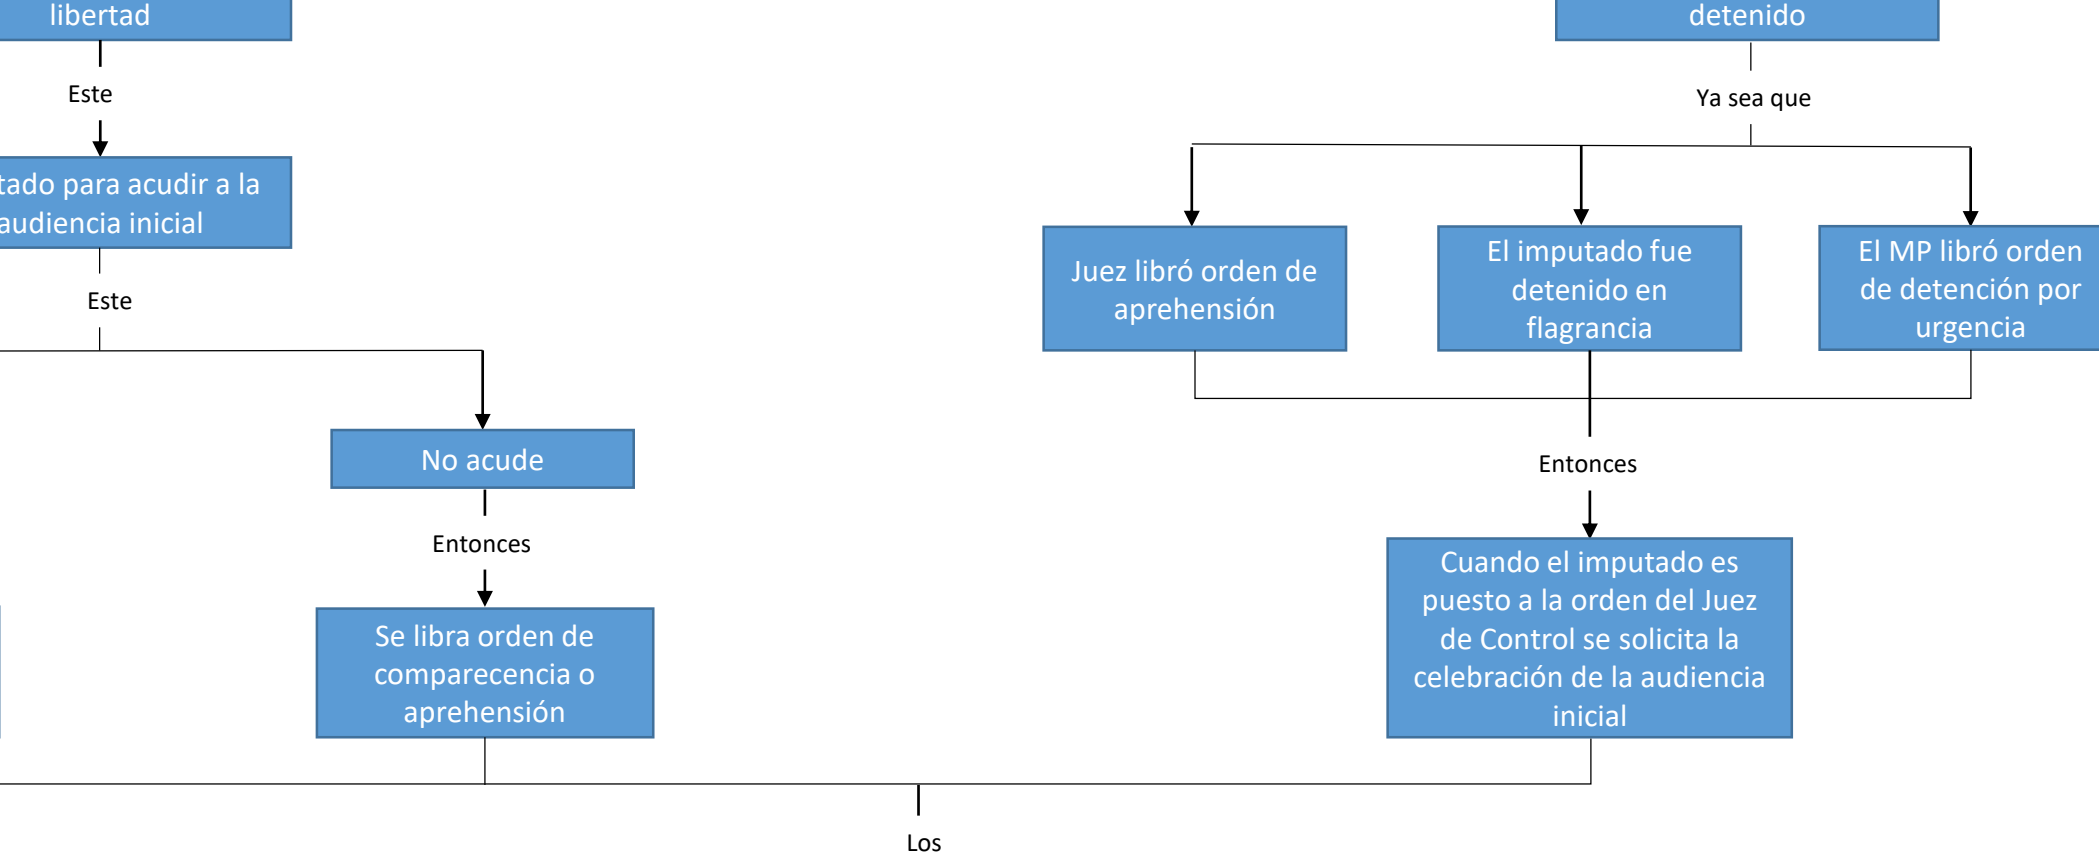 libertad
Este
tado para acudir a la
audiencia inicial
Este
No acude
Entonces
Se libra orden de
comparecencia o
aprehensión
detenido
Ya sea que
Juez libró orden de
aprehensión
El imputado fue
detenido en
flagrancia
El MP libró orden
de detención por
urgencia
Entonces
Cuando el imputado es
puesto a la orden del Juez
de Control se solicita la
celebración de la audiencia
inicial
Los